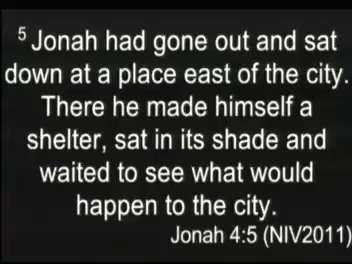 5 Jonah had gone out and sat
down at a place east of the city.
There he made himself a
shelter, sat in its shade and
waited to see what would
happen to the city.
Jonah 4:5 (NIV2011)